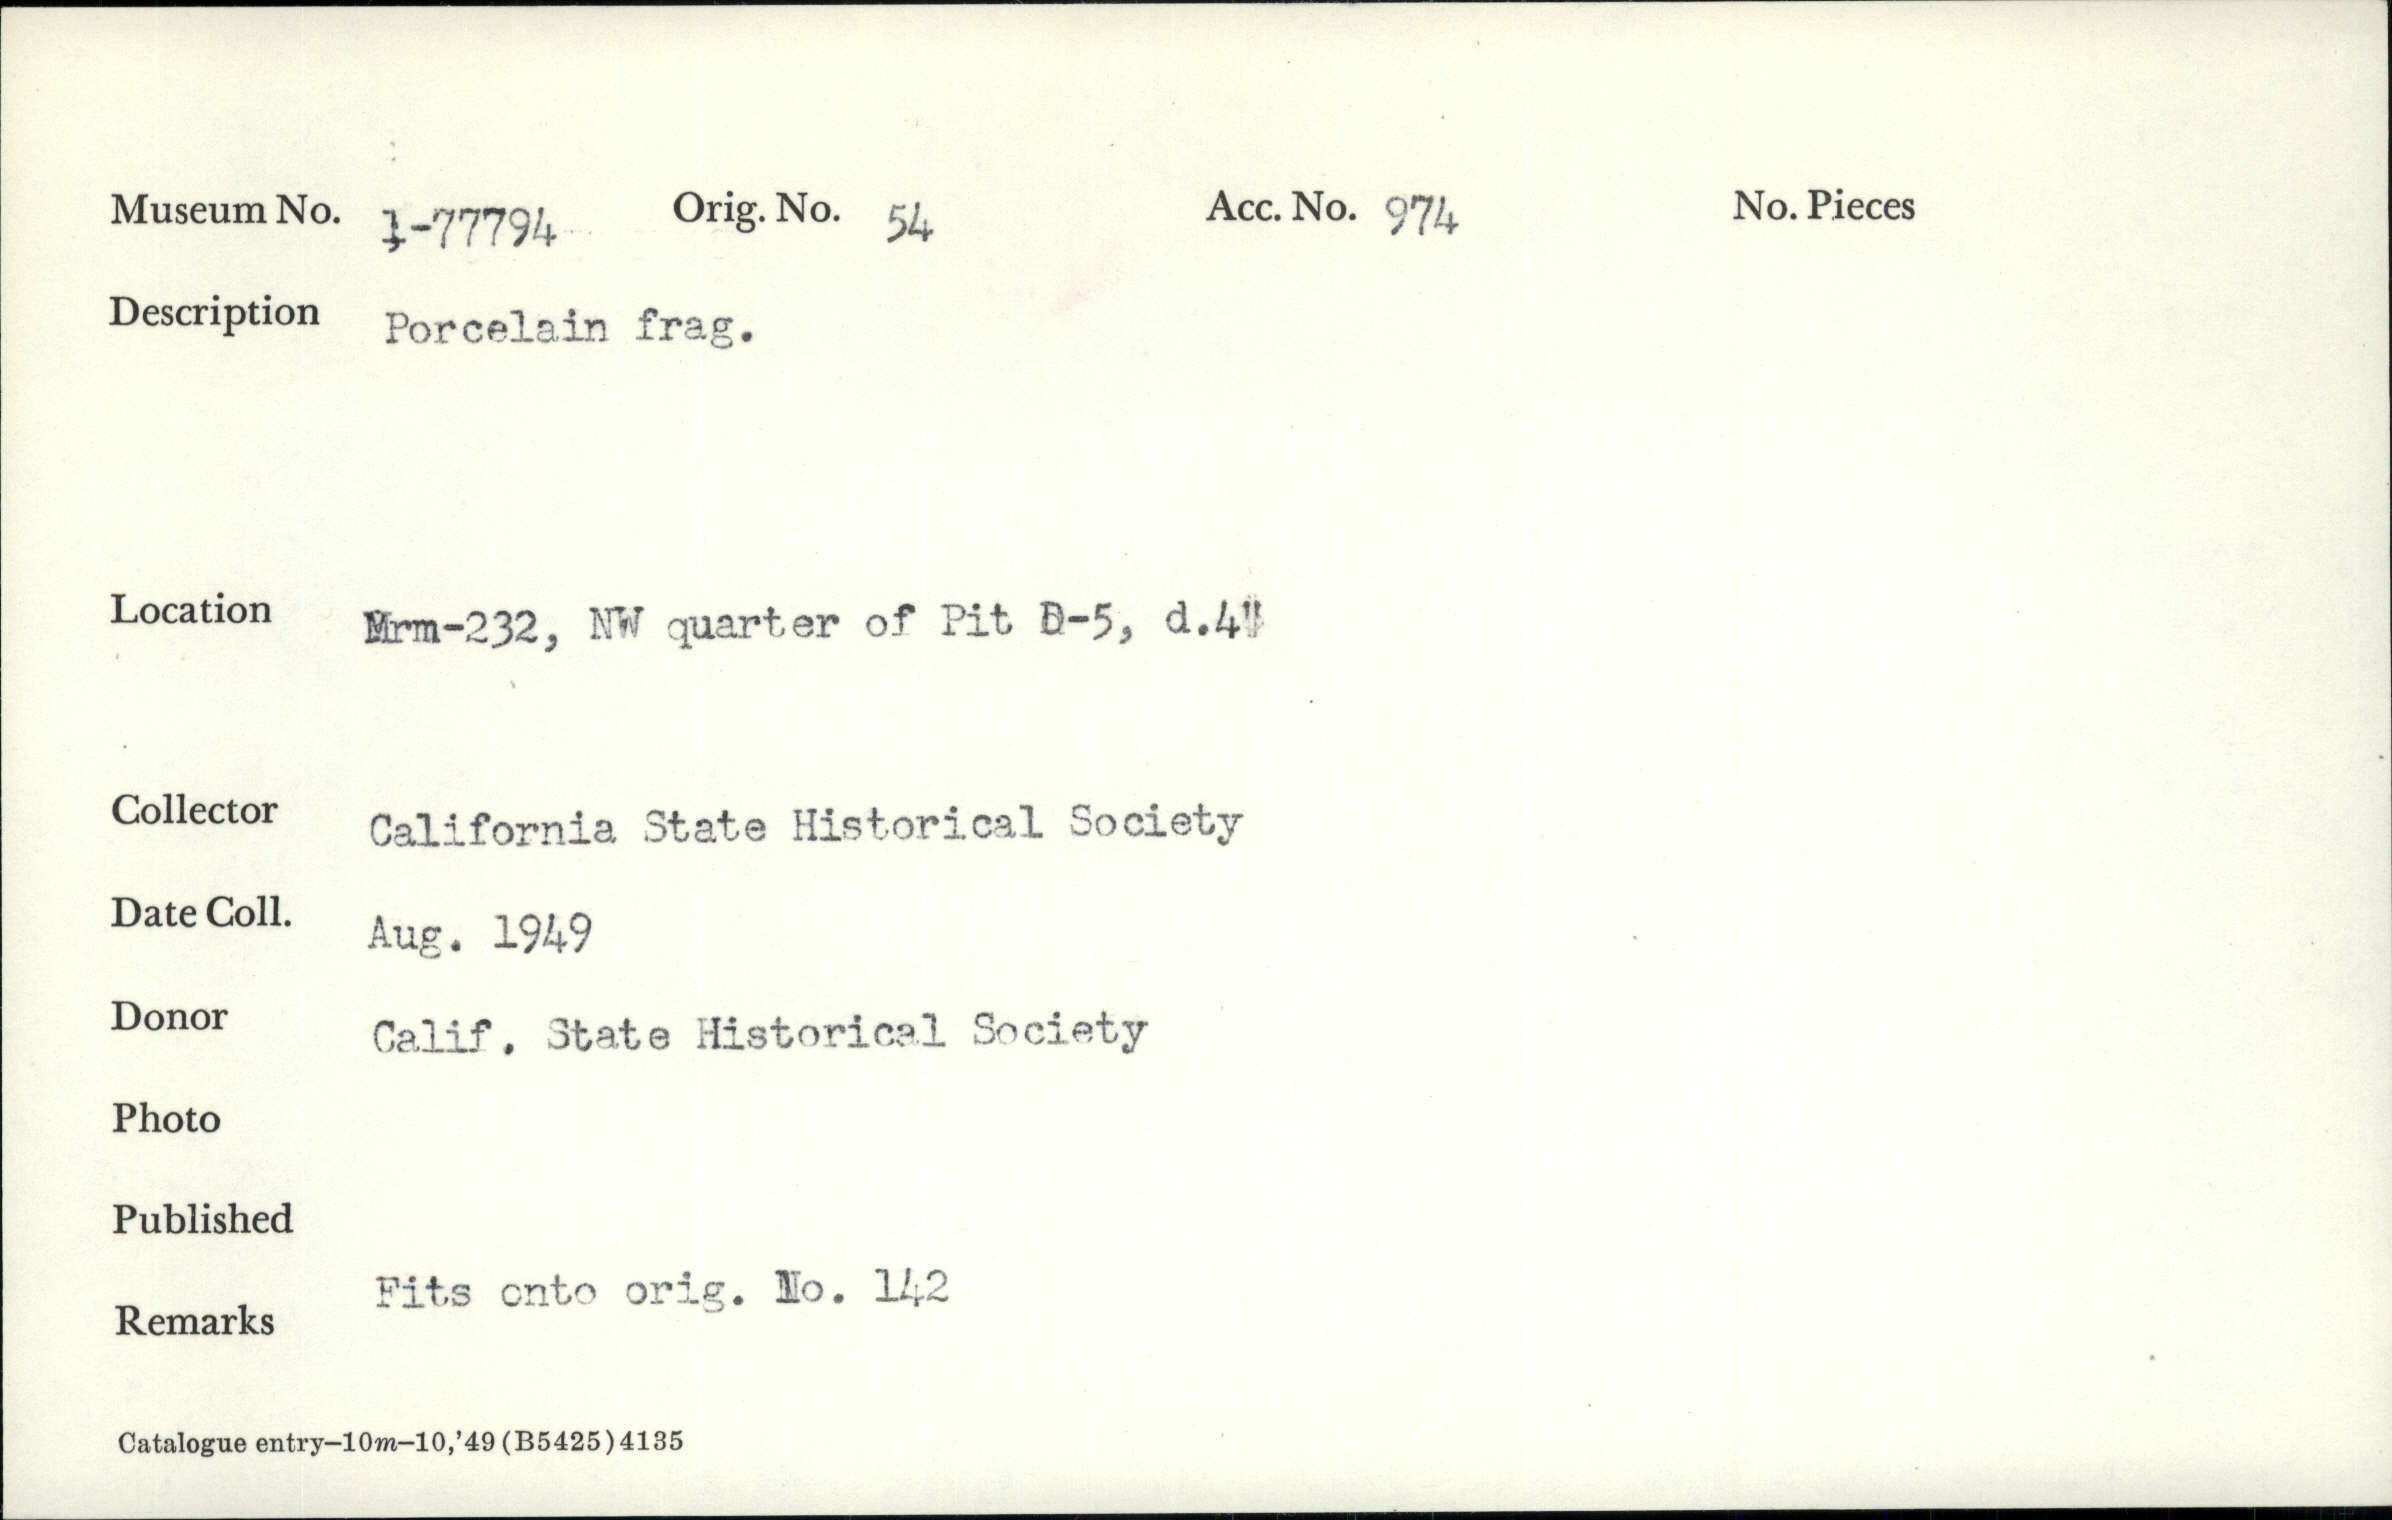 Museum No. 1-77794 Orig. No. 54 Acc. No. 974 No. Pieces
Description Porcelain frag.
Location Mrm-232, NW quarter of Pit D-5, d.4"
Collector California State Historical Society
Date Coll. Aug. 1949
Donor Calif. State Historical Society
Photo
Published
Remarks Fits onto orig. No. 142
Catalogue entry–10m–10,'49 (B5425) 4135